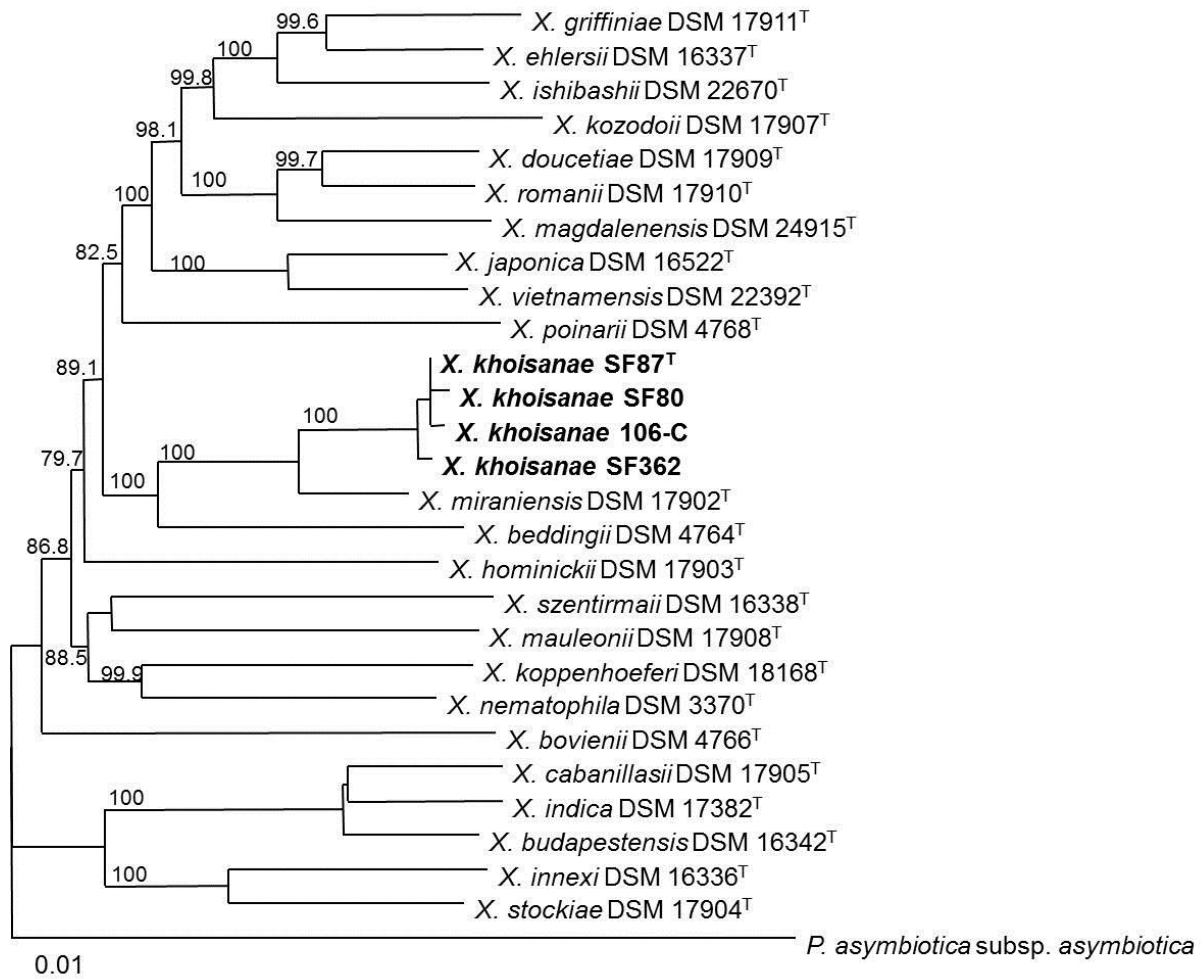 99.6
X. griffiniae DSM 17911ᵀ
X. ehlersii DSM 16337ᵀ
100
99.8
X. ishibashii DSM 22670ᵀ
X. kozodoii DSM 17907ᵀ
98.1
99.7
X. doucetiae DSM 17909ᵀ
100
X. romanii DSM 17910ᵀ
100
X. magdalenensis DSM 24915ᵀ
82.5
100
X. japonica DSM 16522ᵀ
X. vietnamensis DSM 22392ᵀ
X. poinarii DSM 4768ᵀ
89.1
X. khoisanae SF87ᵀ
X. khoisanae SF80
100
X. khoisanae 106-C
79.7
100
X. khoisanae SF362
100
X. miraniensis DSM 17902ᵀ
X. beddingii DSM 4764ᵀ
86.8
X. hominickii DSM 17903ᵀ
X. szentirmaii DSM 16338ᵀ
X. mauleonii DSM 17908ᵀ
88.5
99.9
X. koppenhoeferi DSM 18168ᵀ
X. nematophila DSM 3370ᵀ
X. bovienii DSM 4766ᵀ
X. cabanillasii DSM 17905ᵀ
100
X. indica DSM 17382ᵀ
X. budapestensis DSM 16342ᵀ
100
X. innexi DSM 16336ᵀ
X. stockiae DSM 17904ᵀ
P. asymbiotica subsp. asymbiotica
0.01